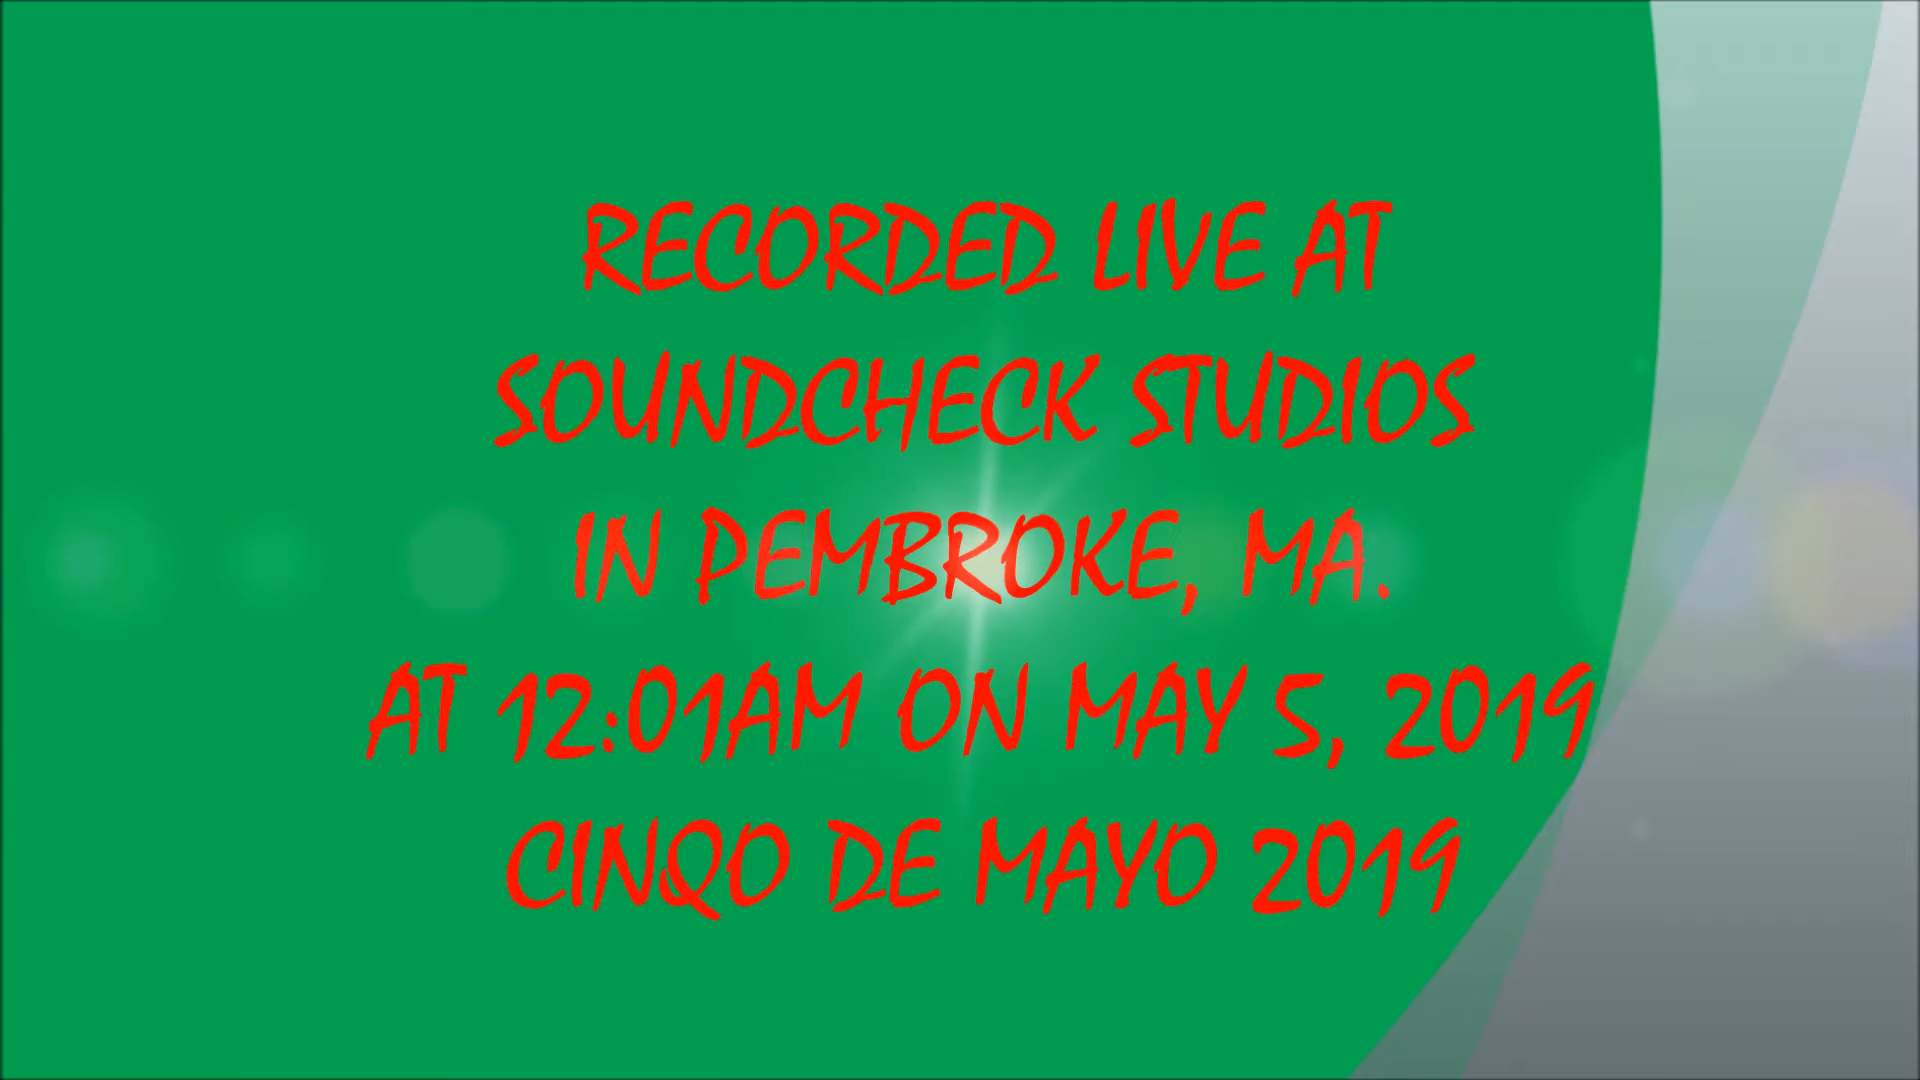 RECORDED LIVE AT
SOUNDCHECK STUDIOS
IN PEMBROKE, MA.
AT 12:01AM ON MAY 5, 2019
CINQO DE MAYO 2019